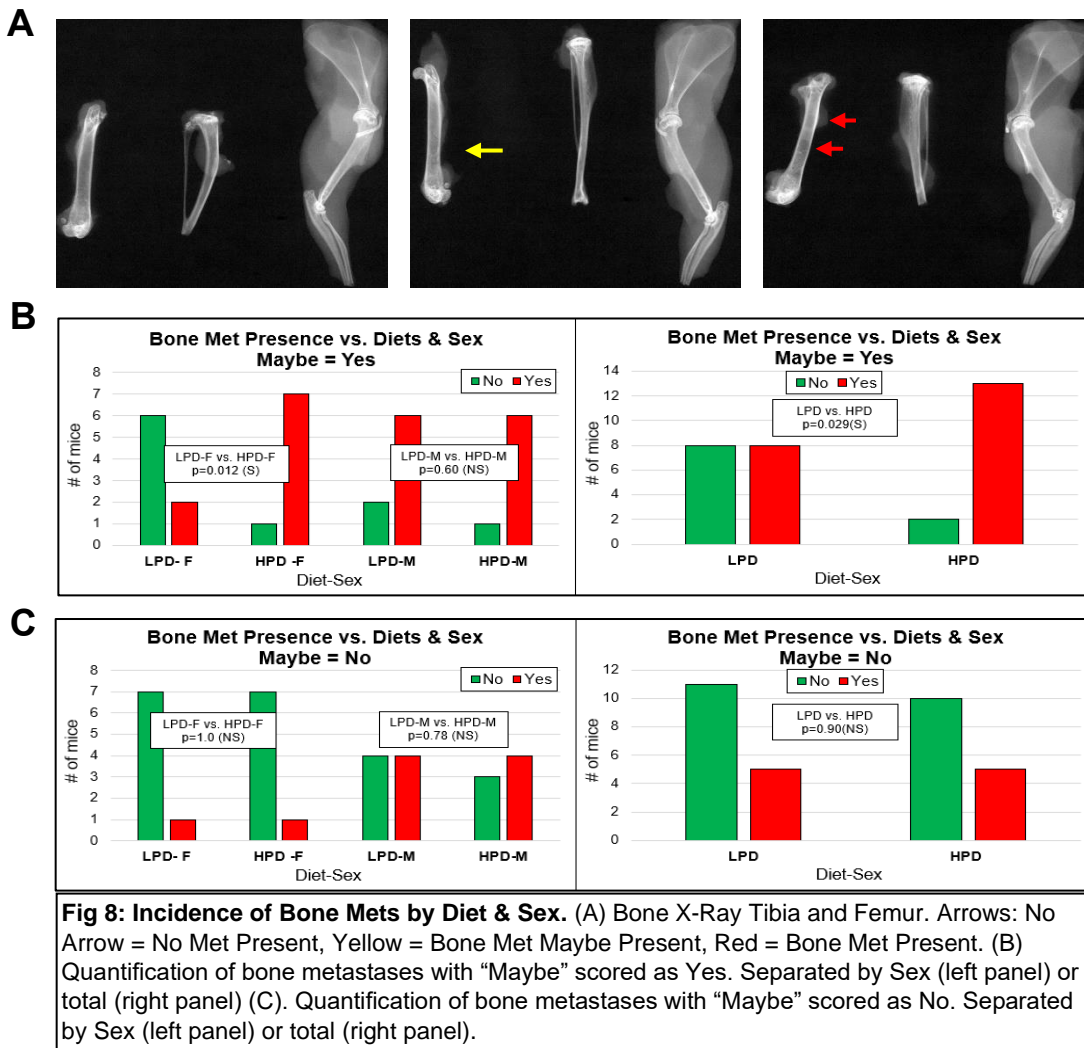 A
B
Bone Met Presence vs. Diets & Sex
Maybe = Yes
8
7
6
5
4
3
2
1
0
# of mice
No Yes
LPD-F vs. HPD-F
p=0.012 (S)
LPD-M vs. HPD-M
p=0.60 (NS)
LPD- F HPD -F LPD-M HPD-M
Diet-Sex
Bone Met Presence vs. Diets & Sex
Maybe = Yes
14
12
10
8
6
4
2
0
# of mice
No Yes
LPD vs. HPD
p=0.029(S)
LPD HPD
Diet-Sex
C
Bone Met Presence vs. Diets & Sex
Maybe = No
8
7
6
5
4
3
2
1
0
# of mice
No Yes
LPD-F vs. HPD-F
p=1.0 (NS)
LPD-M vs. HPD-M
p=0.78 (NS)
LPD- F HPD -F LPD-M HPD-M
Diet-Sex
Bone Met Presence vs. Diets & Sex
Maybe = No
12
10
8
6
4
2
0
# of mice
No Yes
LPD vs. HPD
p=0.90(NS)
LPD HPD
Diet-Sex
Fig 8: Incidence of Bone Mets by Diet & Sex. (A) Bone X-Ray Tibia and Femur. Arrows: No
Arrow = No Met Present, Yellow = Bone Met Maybe Present, Red = Bone Met Present. (B)
Quantification of bone metastases with “Maybe” scored as Yes. Separated by Sex (left panel) or
total (right panel) (C). Quantification of bone metastases with “Maybe” scored as No. Separated
by Sex (left panel) or total (right panel).